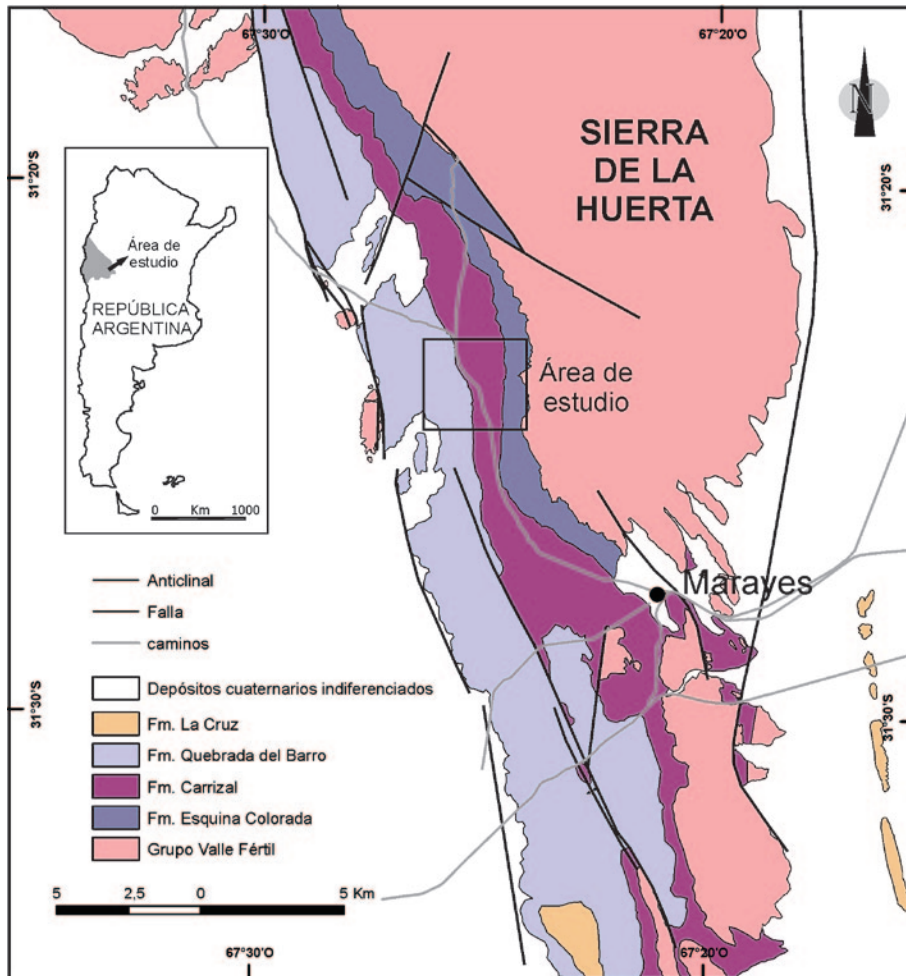 67°30'O
67°20'O
N
SIERRA
DE LA
HUERTA
31°20'S
31°20'S
Área de
estudio
REPÚBLICA
ARGENTINA
0 Km 1000
Área de
estudio
Marayes
Anticlinal
Falla
caminos
Depósitos cuaternarios indiferenciados
Fm. La Cruz
Fm. Quebrada del Barro
Fm. Carrizal
Fm. Esquina Colorada
Grupo Valle Fértil
31°30'S
31°30'S
5 2,5 0 5 Km
67°30'O
67°20'O